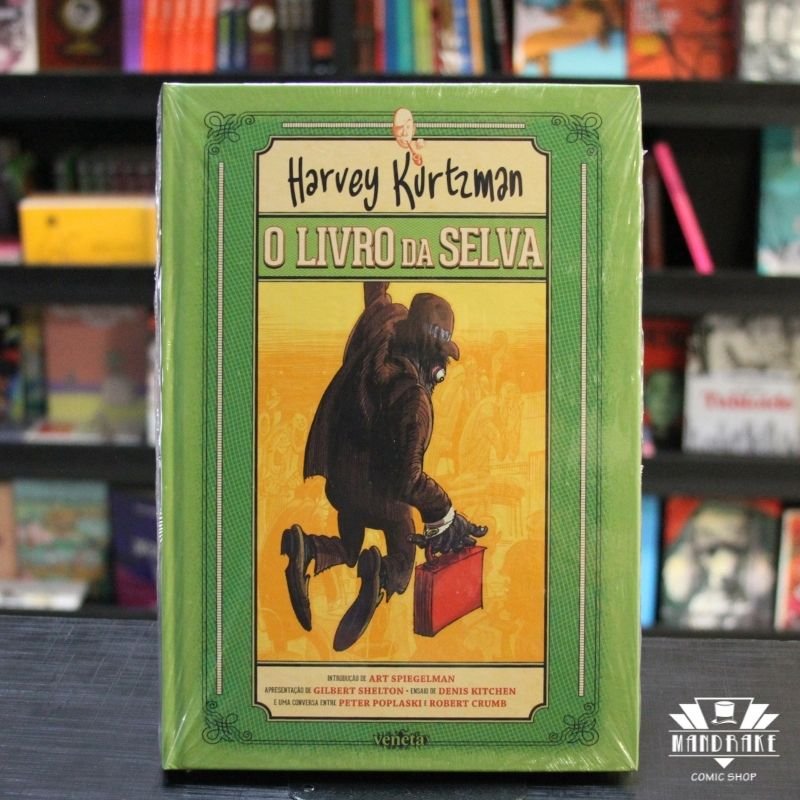 Harvey Kurtzman
O LIVRO DA SELVA
INTRODUÇÃO DE ART SPIEGELMAN
APRESENTAÇÃO DE GILBERT SHELTON • ENSAIO DE DENIS KITCHEN
E UMA CONVERSA ENTRE PETER POPLASKI E ROBERT CRUMB
veneta
MANDRAKE
COMIC SHOP